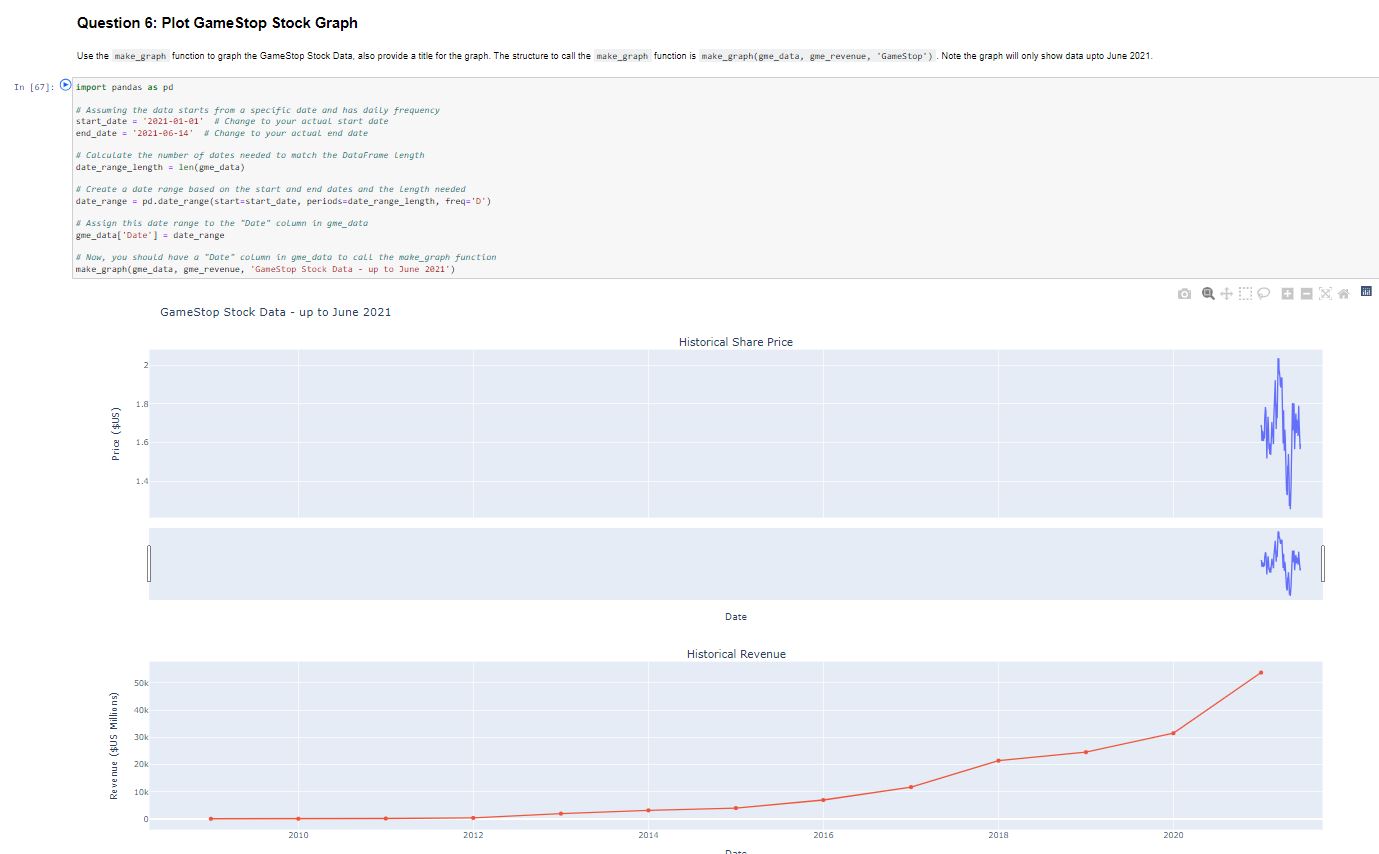 Question 6: Plot GameStop Stock Graph
Use the make_graph function to graph the GameStop Stock Data, also provide a title for the graph. The structure to call the make_graph function is make_graph(gme_data, gme_revenue, 'GameStop') . Note the graph will only show data upto June 2021.
In [67]:
import pandas as pd
# Assuming the data starts from a specific date and has daily frequency
start_date = '2021-01-01'  # Change to your actual start date
end_date = '2021-06-14'  # Change to your actual end date
# Calculate the number of dates needed to match the DataFrame length
date_range_length = len(gme_data)
# Create a date range based on the start and end dates and the length needed
date_range = pd.date_range(start=start_date, periods=date_range_length, freq='D')
# Assign this date range to the "Date" column in gme_data
gme_data['Date'] = date_range
# Now, you should have a "Date" column in gme_data to call the make_graph function
make_graph(gme_data, gme_revenue, 'GameStop Stock Data - up to June 2021')
GameStop Stock Data - up to June 2021
Historical Share Price
2
1.8
1.6
1.4
Price ($US)
Date
Historical Revenue
50k
40k
30k
20k
10k
0
Revenue ($US Millions)
2010 2012 2014 2016 2018 2020
Date